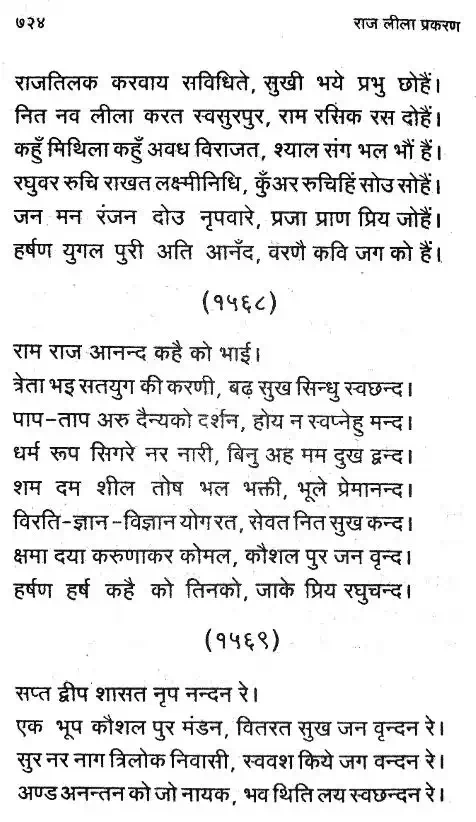 ७२४ राज लीला प्रकरण
राजतिलक करवाय सविधिते, सुखी भये प्रभु छोहैं।
नित नव लीला करत स्वसुरपुर, राम रसिक रस दोहैं।
कहुँ मिथिला कहुँ अवध विराजत, श्याल संग भल भौं हैं।
रघुवर रुचि राखत लक्ष्मीनिधि, कुँअर रुचिहिं सोउ सोहैं।
जन मन रंजन दोउ नृपवारे, प्रजा प्राण प्रिय जोहैं।
हर्षण युगल पुरी अति आनँद, वरणै कवि जग को हैं।
(१५६८)
राम राज आनन्द कहै को भाई।
त्रेता भइ सतयुग की करणी, बढ़ सुख सिन्धु स्वछन्द।
पाप-ताप अरु दैन्यको दर्शन, होय न स्वप्नेहु मन्द।
धर्म रूप सिगरे नर नारी, बिनु अह मम दुख द्वन्द।
शम दम शील तोष भल भक्ती, भूले प्रेमानन्द।
विरति-ज्ञान-विज्ञान योग रत, सेवत नित सुख कन्द।
क्षमा दया करुणाकर कोमल, कौशल पुर जन वृन्द।
हर्षण हर्ष कहै को तिनको, जाके प्रिय रघुचन्द।
(१५६९)
सप्त द्वीप शासत नृप नन्दन रे।
एक भूप कौशल पुर मंडन, वितरत सुख जन वृन्दन रे।
सुर नर नाग त्रिलोक निवासी, स्ववश किये जग वन्दन रे।
अण्ड अनन्तन को जो नायक, भव थिति लय स्वछन्दन रे।